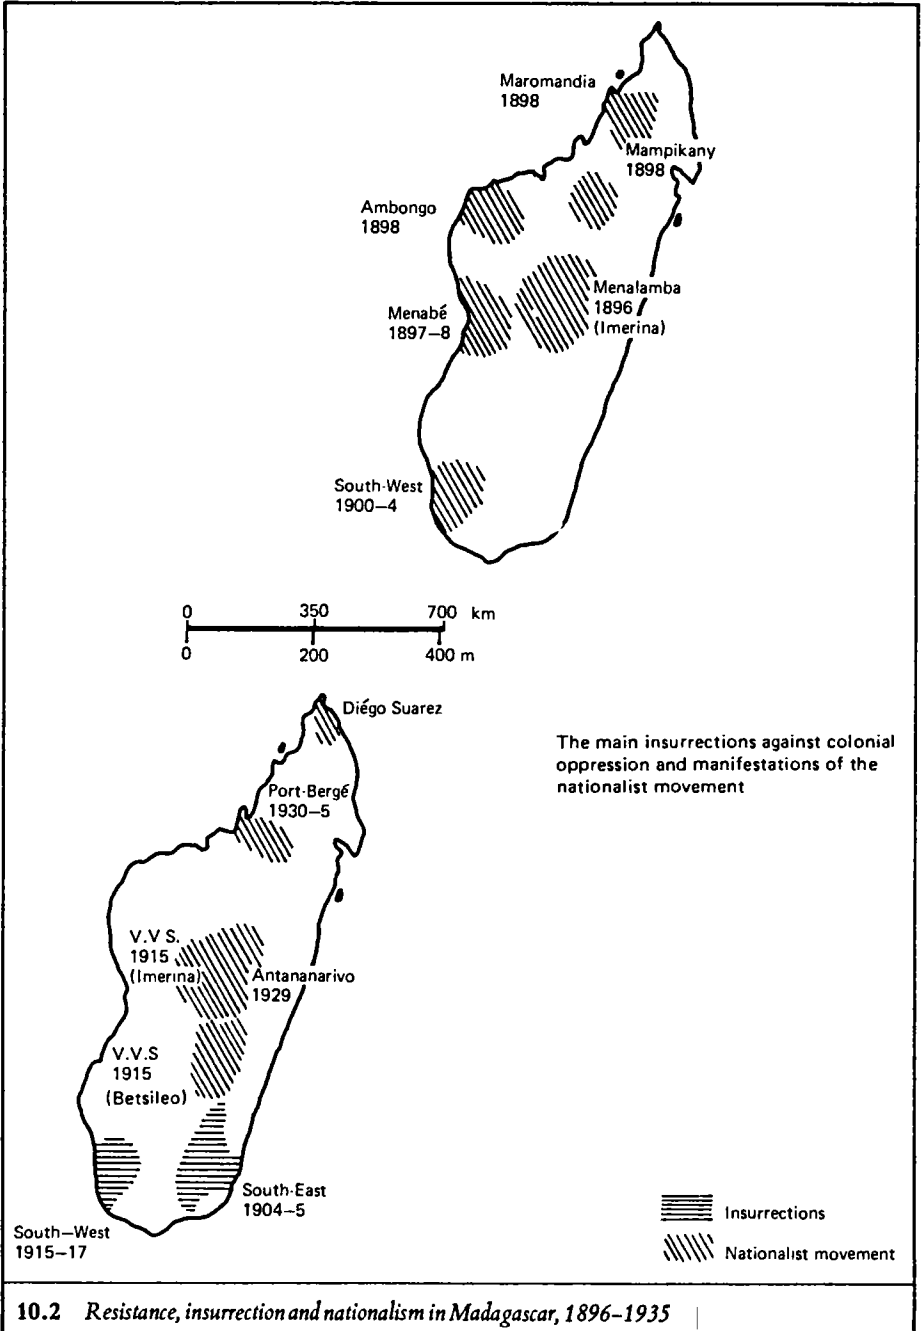 Maromandia
1898
Mampikany
1898
Ambongo
1898
Menalamba
1896
(Imerina)
Menabé
1897–8
South-West
1900–4
0 350 700 km
0 200 400 m
Diégo Suarez
The main insurrections against colonial
oppression and manifestations of the
nationalist movement
Port-Bergé
1930–5
V.V S.
1915
(Imerina)
Antananarivo
1929
V.V.S
1915
(Betsileo)
South-East
1904–5
South–West
1915–17
Insurrections
Nationalist movement
10.2 Resistance, insurrection and nationalism in Madagascar, 1896–1935